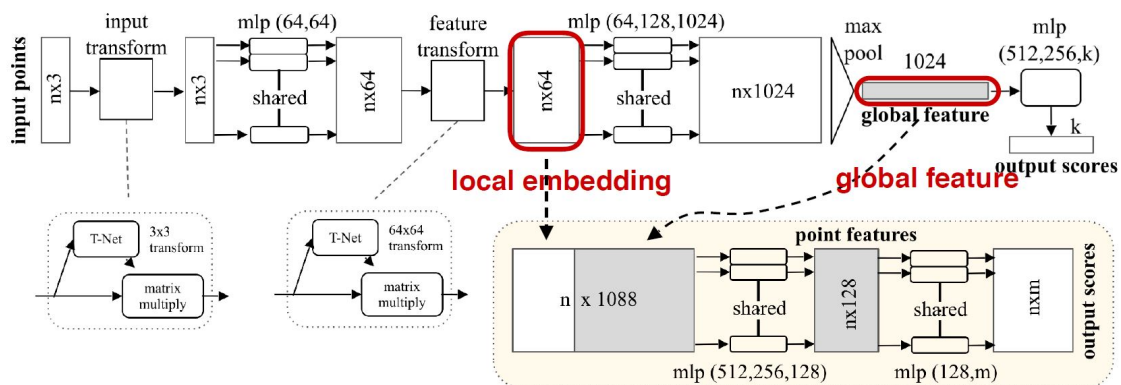 input points
nx3
input
transform
nx3
mlp (64,64)
shared
nx64
feature
transform
nx64
mlp (64,128,1024)
shared
nx1024
max
pool
1024
global feature
mlp
(512,256,k)
k
output scores
local embedding
global feature
T-Net
3x3
transform
matrix
multiply
T-Net
64x64
transform
matrix
multiply
point features
n x 1088
shared
mlp (512,256,128)
nx128
shared
mlp (128,m)
nxm
output scores